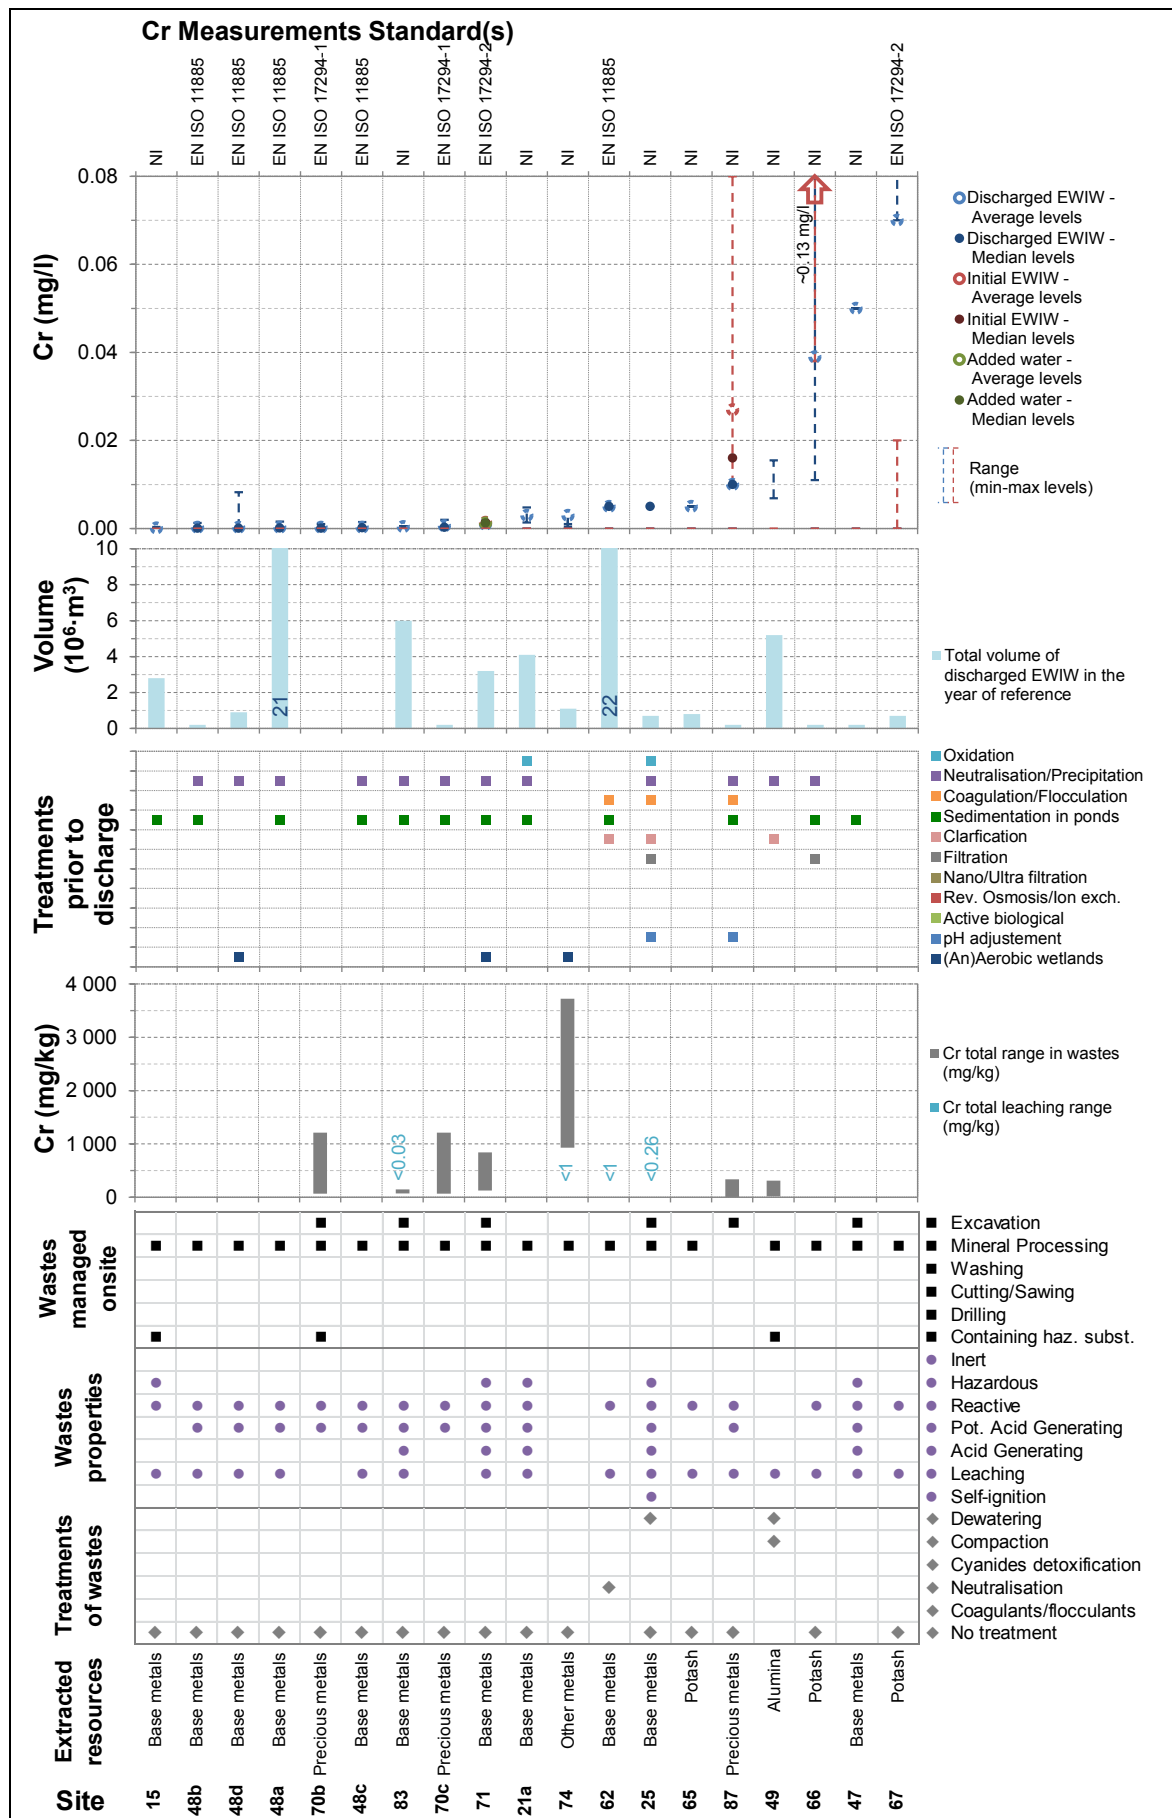 Cr Measurements Standard(s)
NI
EN ISO 11885
EN ISO 11885
EN ISO 11885
EN ISO 17294-1
EN ISO 11885
NI
EN ISO 17294-1
EN ISO 17294-2
NI
NI
EN ISO 11885
NI
NI
NI
NI
NI
NI
EN ISO 17294-2
Cr (mg/l)
0.08
0.06
0.04
0.02
0.00
~0.13 mg/l
Discharged EWIW -
Average levels
Discharged EWIW -
Median levels
Initial EWIW -
Average levels
Initial EWIW -
Median levels
Added water -
Average levels
Added water -
Median levels
Range
(min-max levels)
Volume
(10⁶·m³)
10
8
6
4
2
0
21
22
Total volume of
discharged EWIW in the
year of reference
Treatments
prior to
discharge
Oxidation
Neutralisation/Precipitation
Coagulation/Flocculation
Sedimentation in ponds
Clarfication
Filtration
Nano/Ultra filtration
Rev. Osmosis/Ion exch.
Active biological
pH adjustement
(An)Aerobic wetlands
Cr (mg/kg)
4 000
3 000
2 000
1 000
0
<0.03
<1
<1
<0.26
Cr total range in wastes
(mg/kg)
Cr total leaching range
(mg/kg)
Wastes
managed
onsite
Excavation
Mineral Processing
Washing
Cutting/Sawing
Drilling
Containing haz. subst.
Wastes
properties
Inert
Hazardous
Reactive
Pot. Acid Generating
Acid Generating
Leaching
Self-ignition
Treatments
of wastes
Dewatering
Compaction
Cyanides detoxification
Neutralisation
Coagulants/flocculants
No treatment
Extracted
resources
Base metals
Base metals
Base metals
Base metals
Precious metals
Base metals
Base metals
Precious metals
Base metals
Base metals
Other metals
Base metals
Base metals
Potash
Precious metals
Alumina
Potash
Base metals
Potash
Site
15
48b
48d
48a
70b
48c
83
70c
71
21a
74
62
25
65
87
49
66
47
67